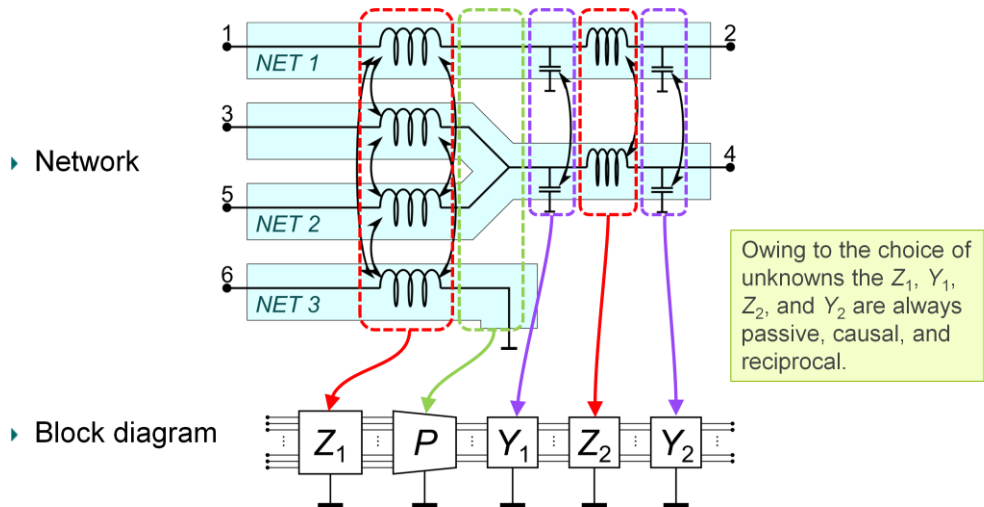 1
2
NET 1
3
4
▸ Network
5
NET 2
6
NET 3
Owing to the choice of
unknowns the Z₁, Y₁,
Z₂, and Y₂ are always
passive, causal, and
reciprocal.
▸ Block diagram
Z₁
P
Y₁
Z₂
Y₂